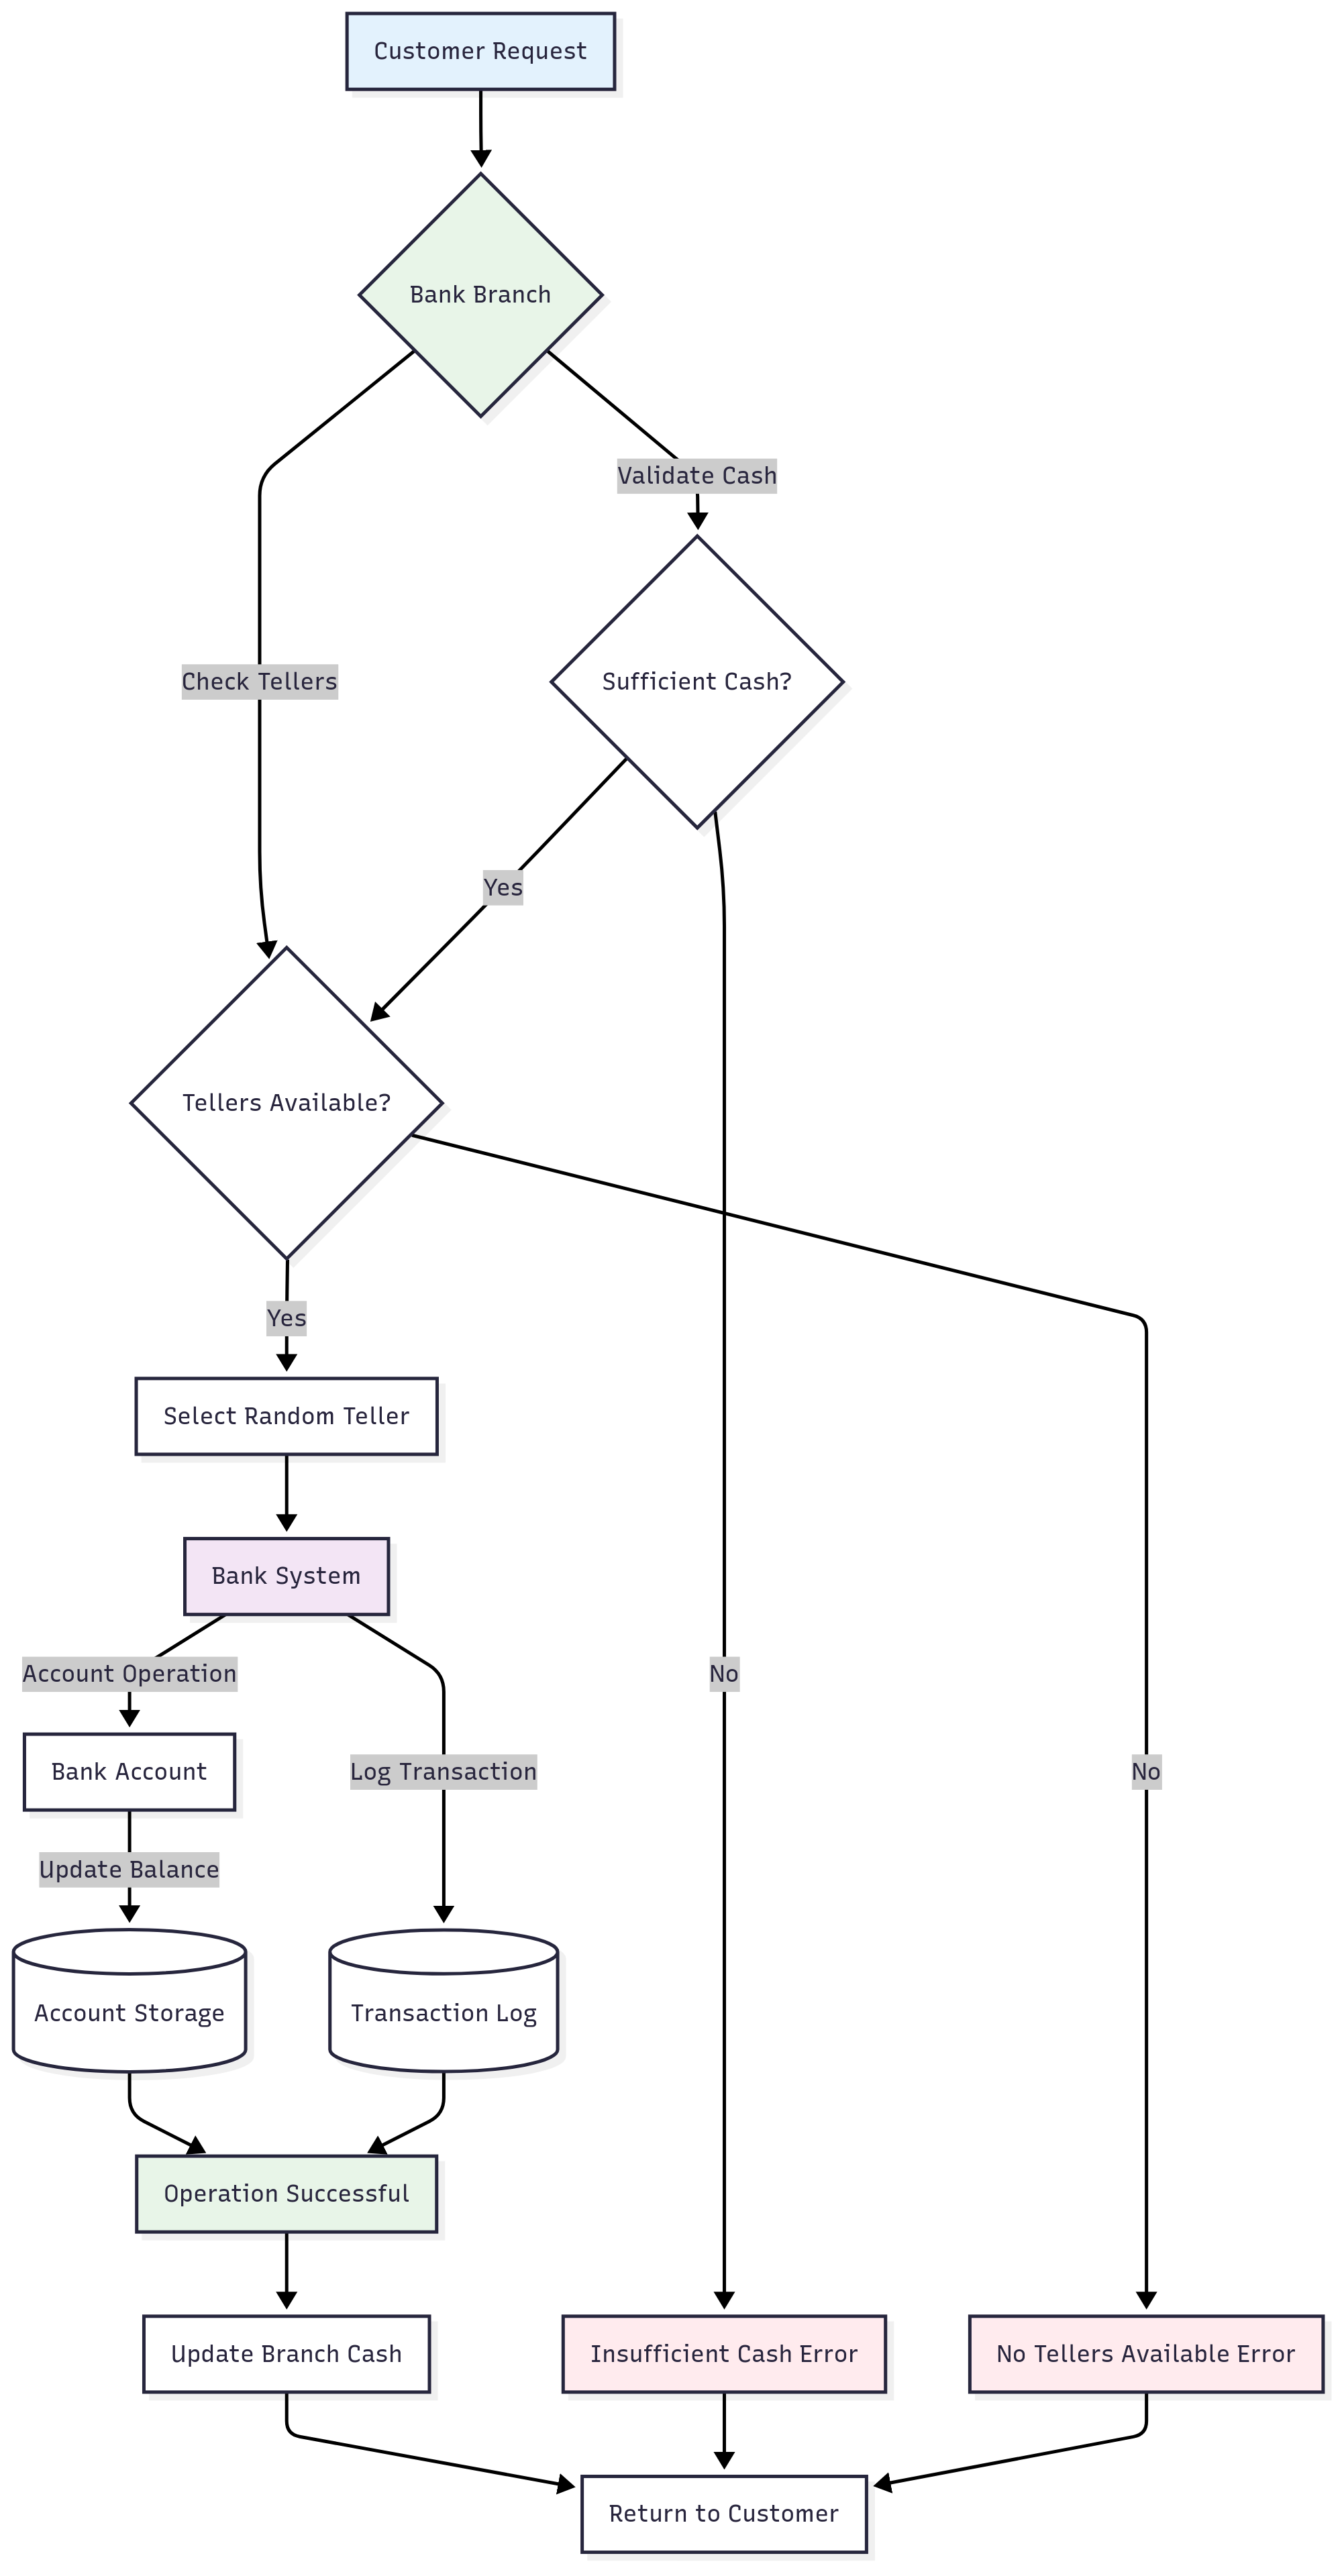 Customer Request
Bank Branch
Validate Cash
Check Tellers
Sufficient Cash?
Yes
Tellers Available?
Yes
Select Random Teller
Bank System
Account Operation
No
Bank Account
Log Transaction
No
Update Balance
Account Storage
Transaction Log
Operation Successful
Update Branch Cash
Insufficient Cash Error
No Tellers Available Error
Return to Customer